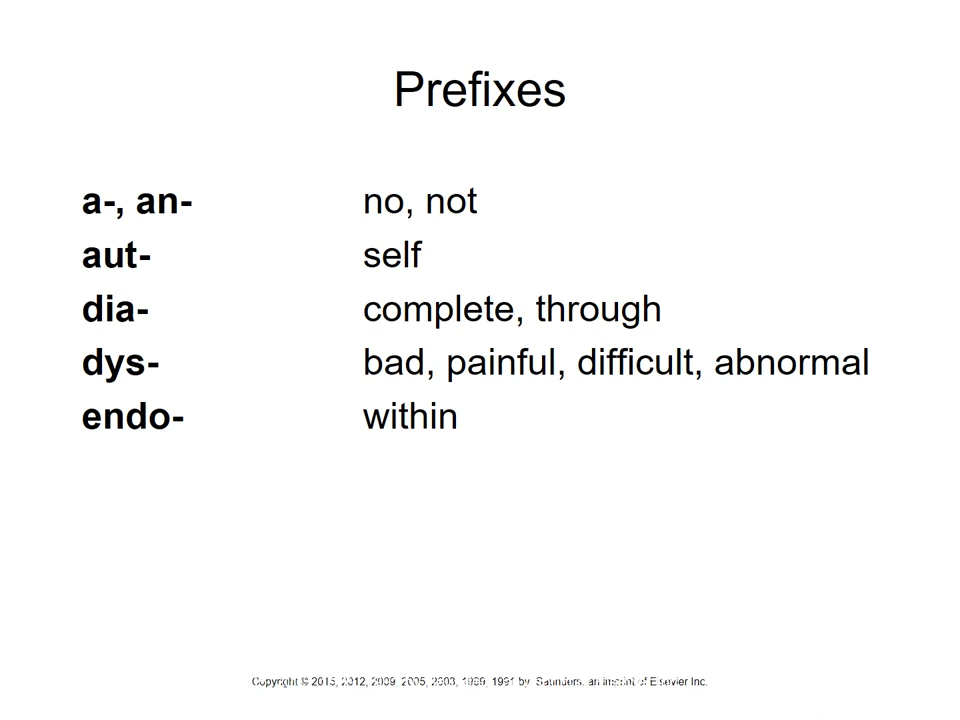 Prefixes
a-, an- no, not
aut- self
dia- complete, through
dys- bad, painful, difficult, abnormal
endo- within
Copyright © 2015, 2012, 2009, 2005, 2003, 1999, 1991 by Saunders, an imprint of Elsevier Inc.